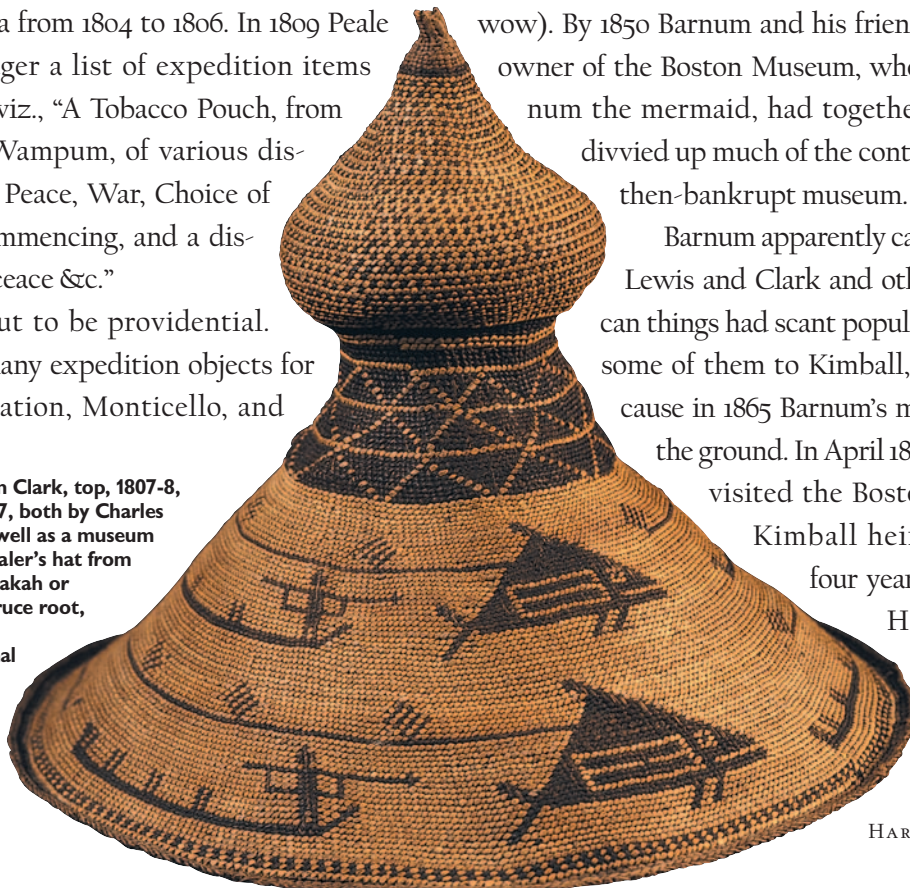 a from 1804 to 1806. In 1809 Peale
ger a list of expedition items
viz., “A Tobacco Pouch, from
Wampum, of various dis-
Peace, War, Choice of
mmencing, and a dis-
ceace &c.”
ut to be providential.
any expedition objects for
ation, Monticello, and
n Clark, top, 1807-8,
7, both by Charles
well as a museum
aler’s hat from
akah or
ruce root,
al
wow). By 1850 Barnum and his frien
owner of the Boston Museum, who
num the mermaid, had togethe
divvied up much of the cont
then-bankrupt museum.
Barnum apparently ca
Lewis and Clark and oth
can things had scant popul
some of them to Kimball,
cause in 1865 Barnum’s m
the ground. In April 18
visited the Bosto
Kimball heir
four year
H
HAR